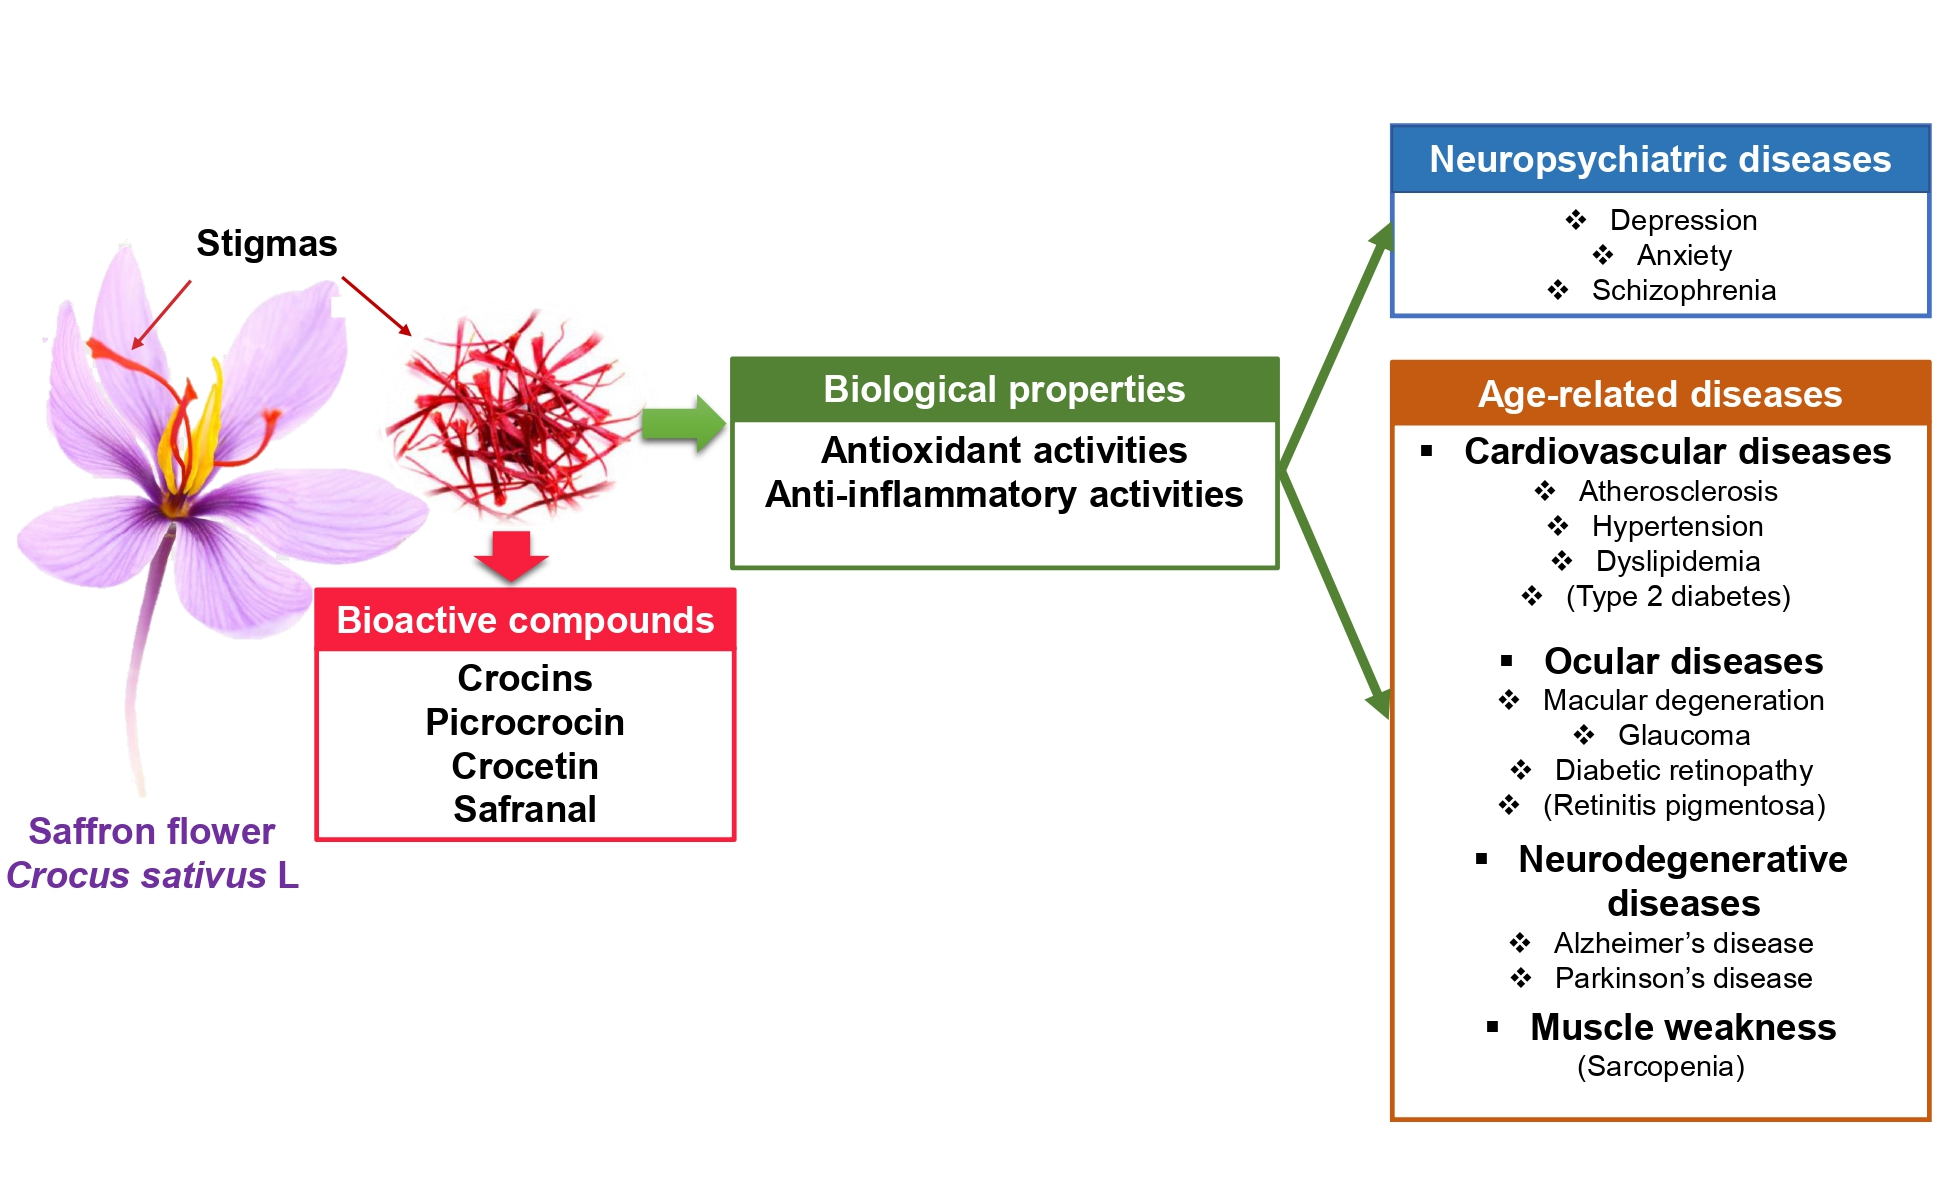 Stigmas
Saffron flower
Crocus sativus L
Bioactive compounds
Crocins
Picrocrocin
Crocetin
Safranal
Biological properties
Antioxidant activities
Anti-inflammatory activities
Neuropsychiatric diseases
❖ Depression
❖ Anxiety
❖ Schizophrenia
Age-related diseases
▪ Cardiovascular diseases
❖ Atherosclerosis
❖ Hypertension
❖ Dyslipidemia
❖ (Type 2 diabetes)
▪ Ocular diseases
❖ Macular degeneration
❖ Glaucoma
❖ Diabetic retinopathy
❖ (Retinitis pigmentosa)
▪ Neurodegenerative
diseases
❖ Alzheimer’s disease
❖ Parkinson’s disease
▪ Muscle weakness
(Sarcopenia)